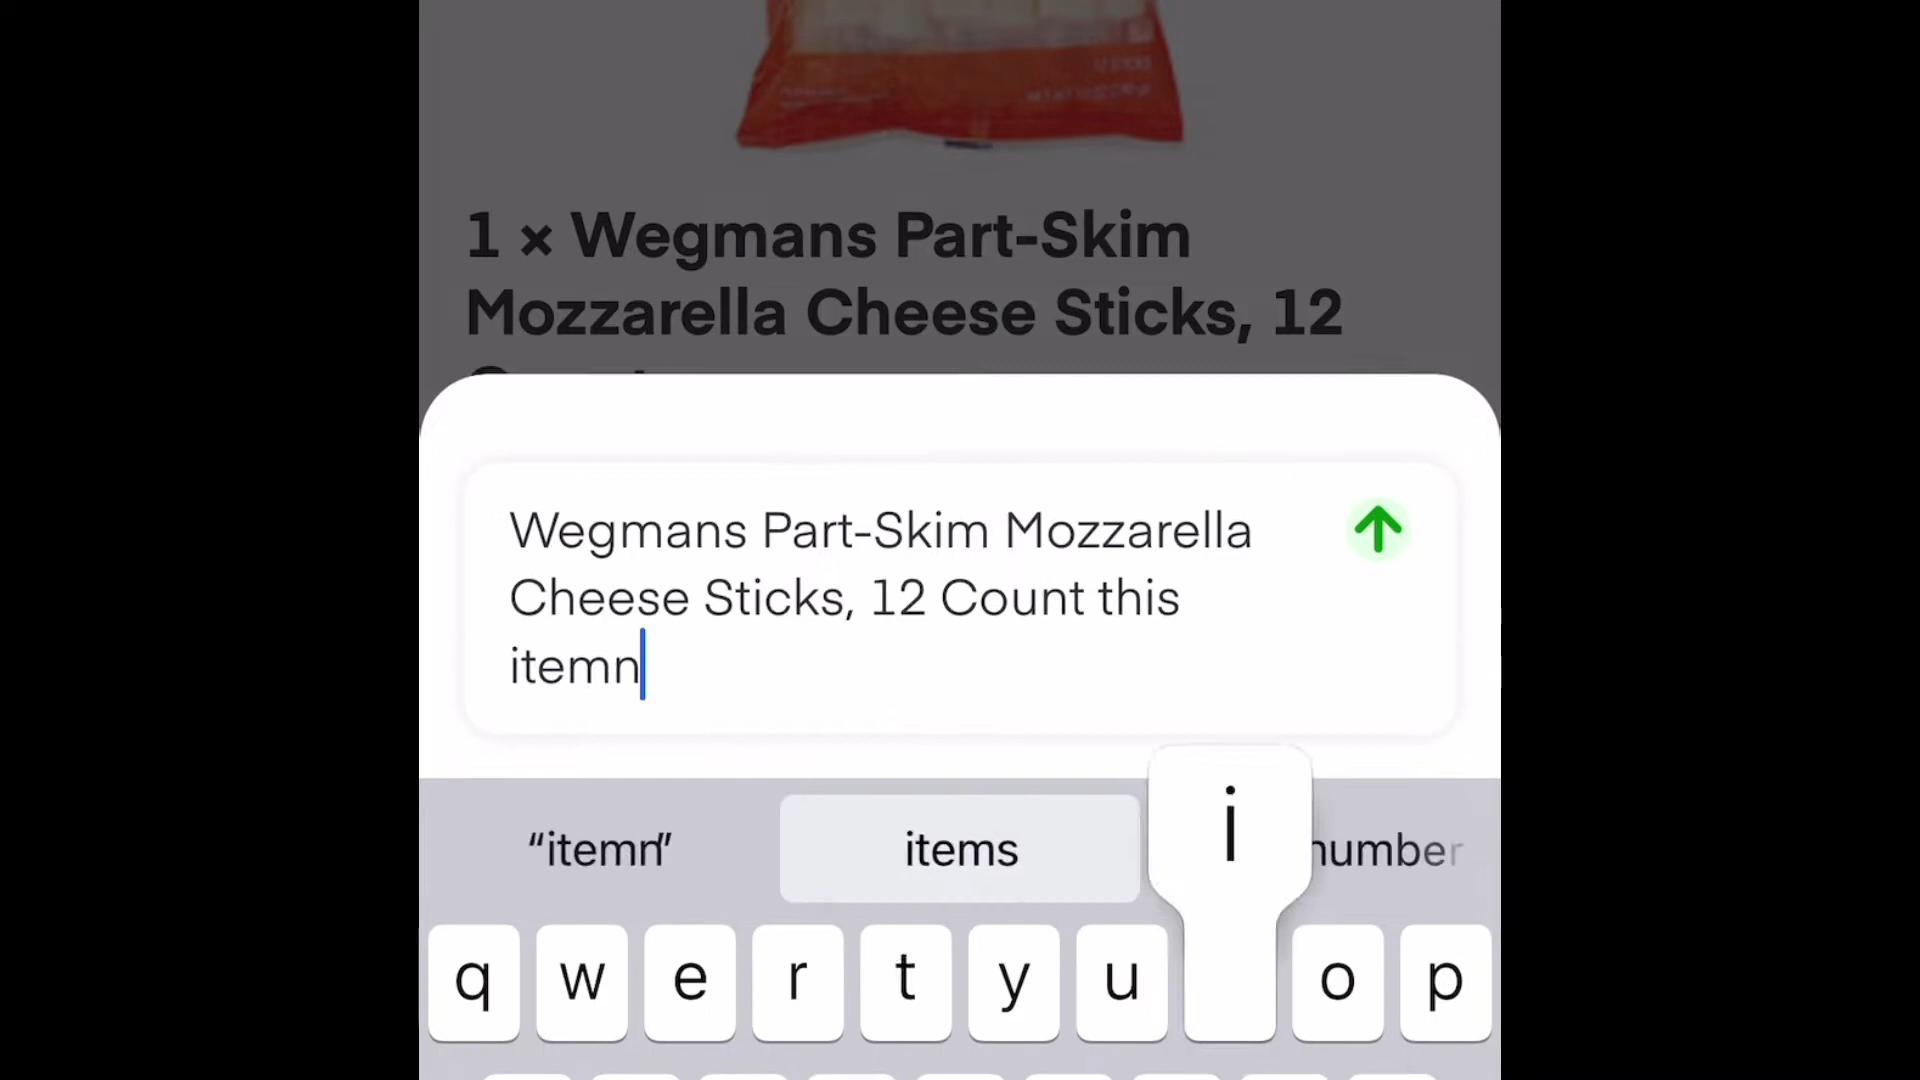 1 × Wegmans Part-Skim
Mozzarella Cheese Sticks, 12
Wegmans Part-Skim Mozzarella
Cheese Sticks, 12 Count this
itemn
“itemn” items number
i
q w e r t y u o p